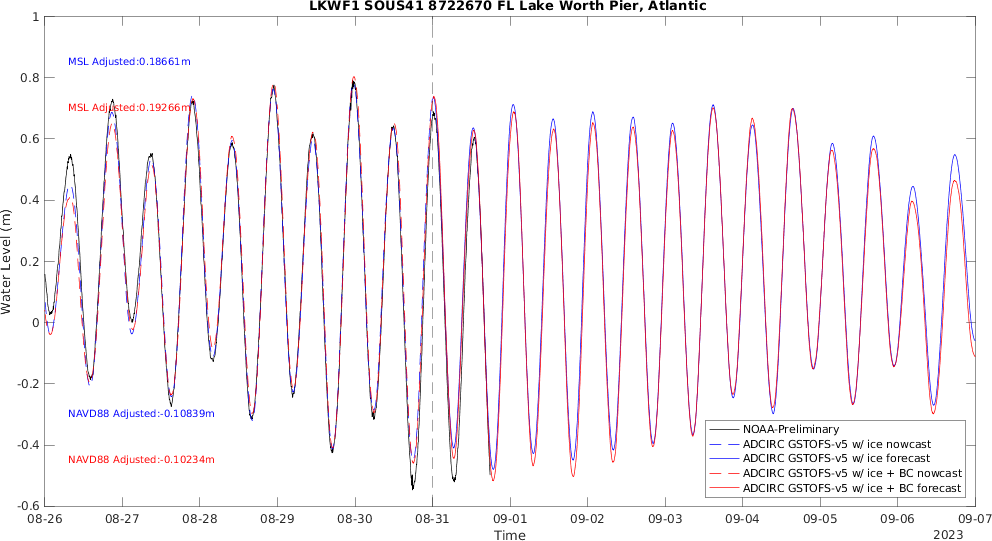 LKWF1 SOUS41 8722670 FL Lake Worth Pier, Atlantic
1
0.8
0.6
0.4
0.2
0
-0.2
-0.4
-0.6
Water Level (m)
MSL Adjusted:0.18661m
MSL Adjusted:0.19266m
NAVD88 Adjusted:-0.10839m
NAVD88 Adjusted:-0.10234m
NOAA-Preliminary
ADCIRC GSTOFS-v5 w/ ice nowcast
ADCIRC GSTOFS-v5 w/ ice forecast
ADCIRC GSTOFS-v5 w/ ice + BC nowcast
ADCIRC GSTOFS-v5 w/ ice + BC forecast
08-26 08-27 08-28 08-29 08-30 08-31 09-01 09-02 09-03 09-04 09-05 09-06 09-07
Time
2023